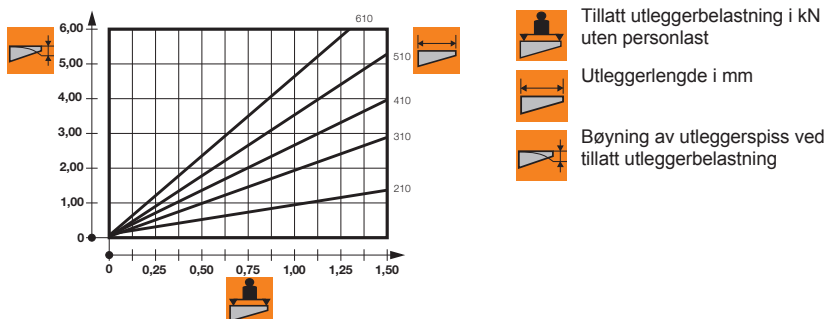 610
6,00
5,00
4,00
3,00
2,00
1,00
0
510
410
310
210
0 0,25 0,50 0,75 1,00 1,25 1,50
Tillatt utleggerbelastning i kN
uten personlast
Utleggerlengde i mm
Bøyning av utleggerspiss ved
tillatt utleggerbelastning